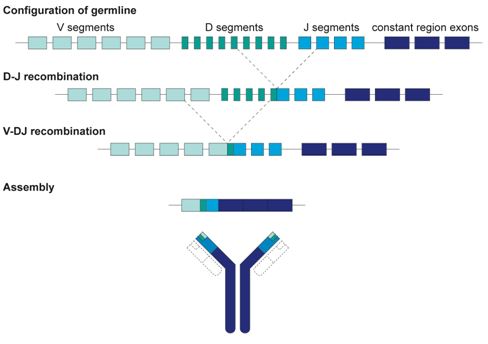 Configuration of germline
V segments D segments J segments constant region exons
D-J recombination
V-DJ recombination
Assembly